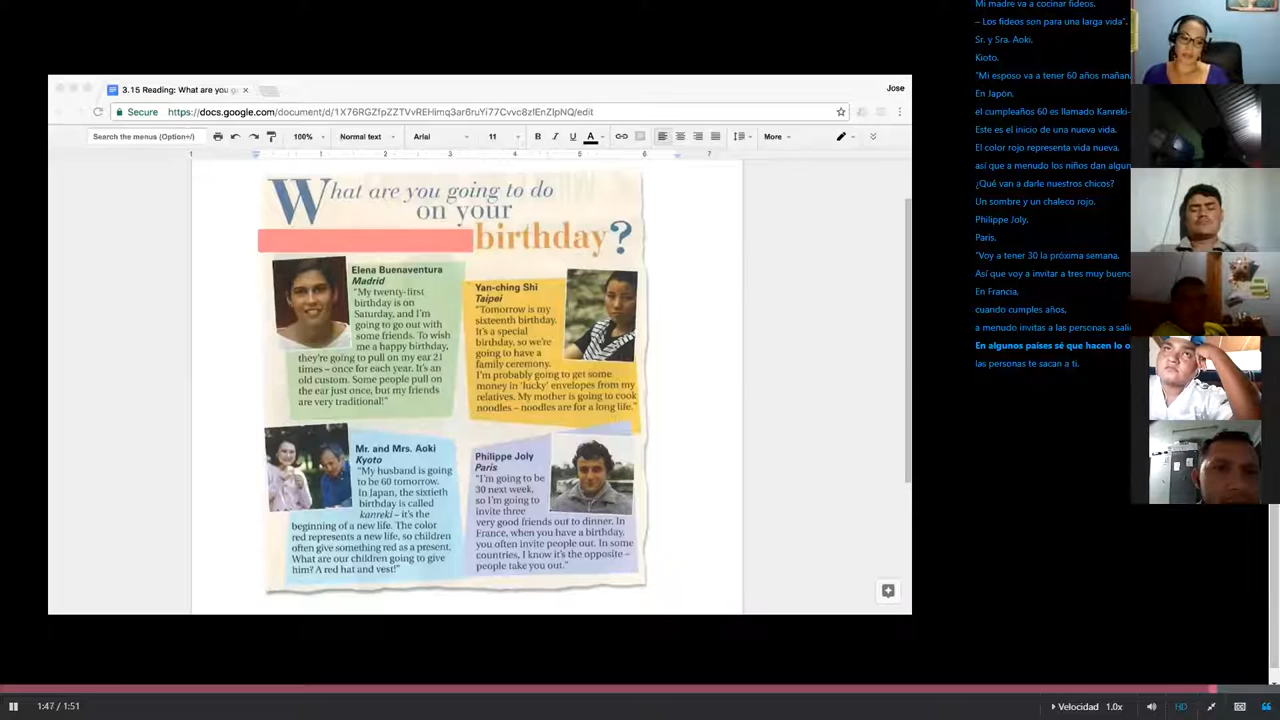 3.15 Reading: What are you g
Jose
Secure
https://docs.google.com/document/d/1X76RGZfpZZTVvREHimq3ar6ruYi77Cvvc8zIEnZIpNQ/edit
Search the menus (Option+/)
100%
Normal text
Arial
11
B I U A
More
1 1 2 3 4 5 6 7
What are you going to do
on your
birthday?
Elena Buenaventura
Madrid
"My twenty-first
birthday is on
Saturday, and I'm
going to go out with
some friends. To wish
me a happy birthday,
they're going to pull on my ear 21
times – once for each year. It's an
old custom. Some people pull on
the ear just once, but my friends
are very traditional!"
Yan-ching Shi
Taipei
"Tomorrow is my
sixteenth birthday.
It's a special
birthday, so we're
going to have a
family ceremony.
I'm probably going to get some
money in 'lucky' envelopes from my
relatives. My mother is going to cook
noodles – noodles are for a long life."
Mr. and Mrs. Aoki
Kyoto
"My husband is going
to be 60 tomorrow.
In Japan, the sixtieth
birthday is called
kanreki – it's the
beginning of a new life. The color
red represents a new life, so children
often give something red as a present.
What are our children going to give
him? A red hat and vest!"
Philippe Joly
Paris
"I'm going to be
30 next week,
so I'm going to
invite three
very good friends out to dinner. In
France, when you have a birthday,
you often invite people out. In some
countries, I know it's the opposite –
people take you out."
Mi madre va a cocinar fideos.
– Los fideos son para una larga vida".
Sr. y Sra. Aoki.
Kioto.
"Mi esposo va a tener 60 años mañan
En Japón,
el cumpleaños 60 es llamado Kanreki-
Este es el inicio de una nueva vida.
El color rojo representa vida nueva,
así que a menudo los niños dan algun
¿Qué van a darle nuestros chicos?
Un sombre y un chaleco rojo.
Philippe Joly,
Paris.
"Voy a tener 30 la próxima semana.
Así que voy a invitar a tres muy bueno
En Francia,
cuando cumples años,
a menudo invitas a las personas a sali
En algunos países sé que hacen lo o
las personas te sacan a ti.
1:47 / 1:51
Velocidad 1.0x
HD